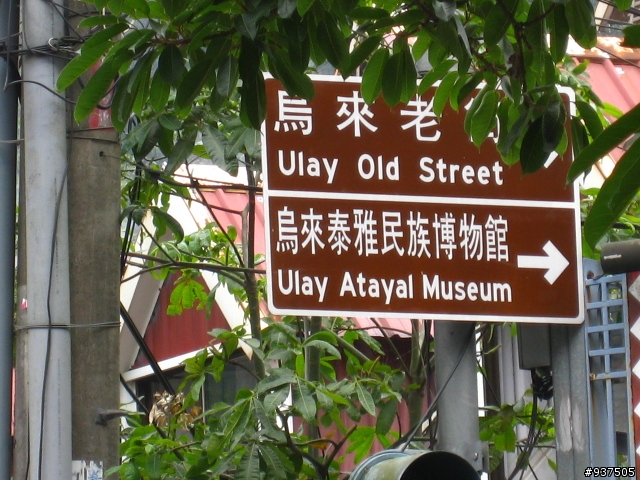 烏來老
Ulay Old Street
烏來泰雅民族博物館
Ulay Atayal Museum
#937505